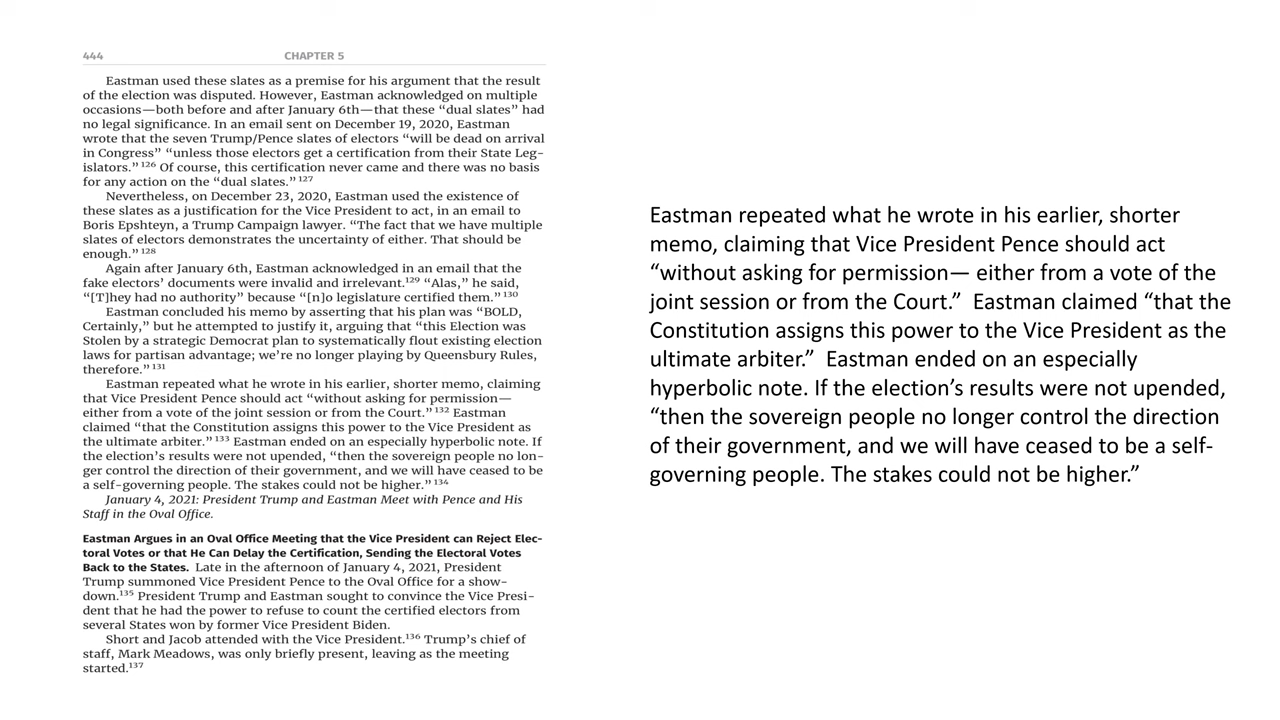 444 CHAPTER 5
Eastman used these slates as a premise for his argument that the result
of the election was disputed. However, Eastman acknowledged on multiple
occasions—both before and after January 6th—that these “dual slates” had
no legal significance. In an email sent on December 19, 2020, Eastman
wrote that the seven Trump/Pence slates of electors “will be dead on arrival
in Congress” “unless those electors get a certification from their State Leg-
islators.” 126 Of course, this certification never came and there was no basis
for any action on the “dual slates.” 127
Nevertheless, on December 23, 2020, Eastman used the existence of
these slates as a justification for the Vice President to act, in an email to
Boris Epshteyn, a Trump Campaign lawyer. “The fact that we have multiple
slates of electors demonstrates the uncertainty of either. That should be
enough.” 128
Again after January 6th, Eastman acknowledged in an email that the
fake electors’ documents were invalid and irrelevant.129 “Alas,” he said,
“[T]hey had no authority” because “[n]o legislature certified them.” 130
Eastman concluded his memo by asserting that his plan was “BOLD,
Certainly,” but he attempted to justify it, arguing that “this Election was
Stolen by a strategic Democrat plan to systematically flout existing election
laws for partisan advantage; we’re no longer playing by Queensbury Rules,
therefore.” 131
Eastman repeated what he wrote in his earlier, shorter memo, claiming
that Vice President Pence should act “without asking for permission—
either from a vote of the joint session or from the Court.” 132 Eastman
claimed “that the Constitution assigns this power to the Vice President as
the ultimate arbiter.” 133 Eastman ended on an especially hyperbolic note. If
the election’s results were not upended, “then the sovereign people no lon-
ger control the direction of their government, and we will have ceased to be
a self-governing people. The stakes could not be higher.” 134
January 4, 2021: President Trump and Eastman Meet with Pence and His
Staff in the Oval Office.
Eastman Argues in an Oval Office Meeting that the Vice President can Reject Elec-
toral Votes or that He Can Delay the Certification, Sending the Electoral Votes
Back to the States. Late in the afternoon of January 4, 2021, President
Trump summoned Vice President Pence to the Oval Office for a show-
down.135 President Trump and Eastman sought to convince the Vice Presi-
dent that he had the power to refuse to count the certified electors from
several States won by former Vice President Biden.
Short and Jacob attended with the Vice President.136 Trump’s chief of
staff, Mark Meadows, was only briefly present, leaving as the meeting
started.137
Eastman repeated what he wrote in his earlier, shorter
memo, claiming that Vice President Pence should act
“without asking for permission— either from a vote of the
joint session or from the Court.”  Eastman claimed “that the
Constitution assigns this power to the Vice President as the
ultimate arbiter.”  Eastman ended on an especially
hyperbolic note. If the election’s results were not upended,
“then the sovereign people no longer control the direction
of their government, and we will have ceased to be a self-
governing people. The stakes could not be higher.”